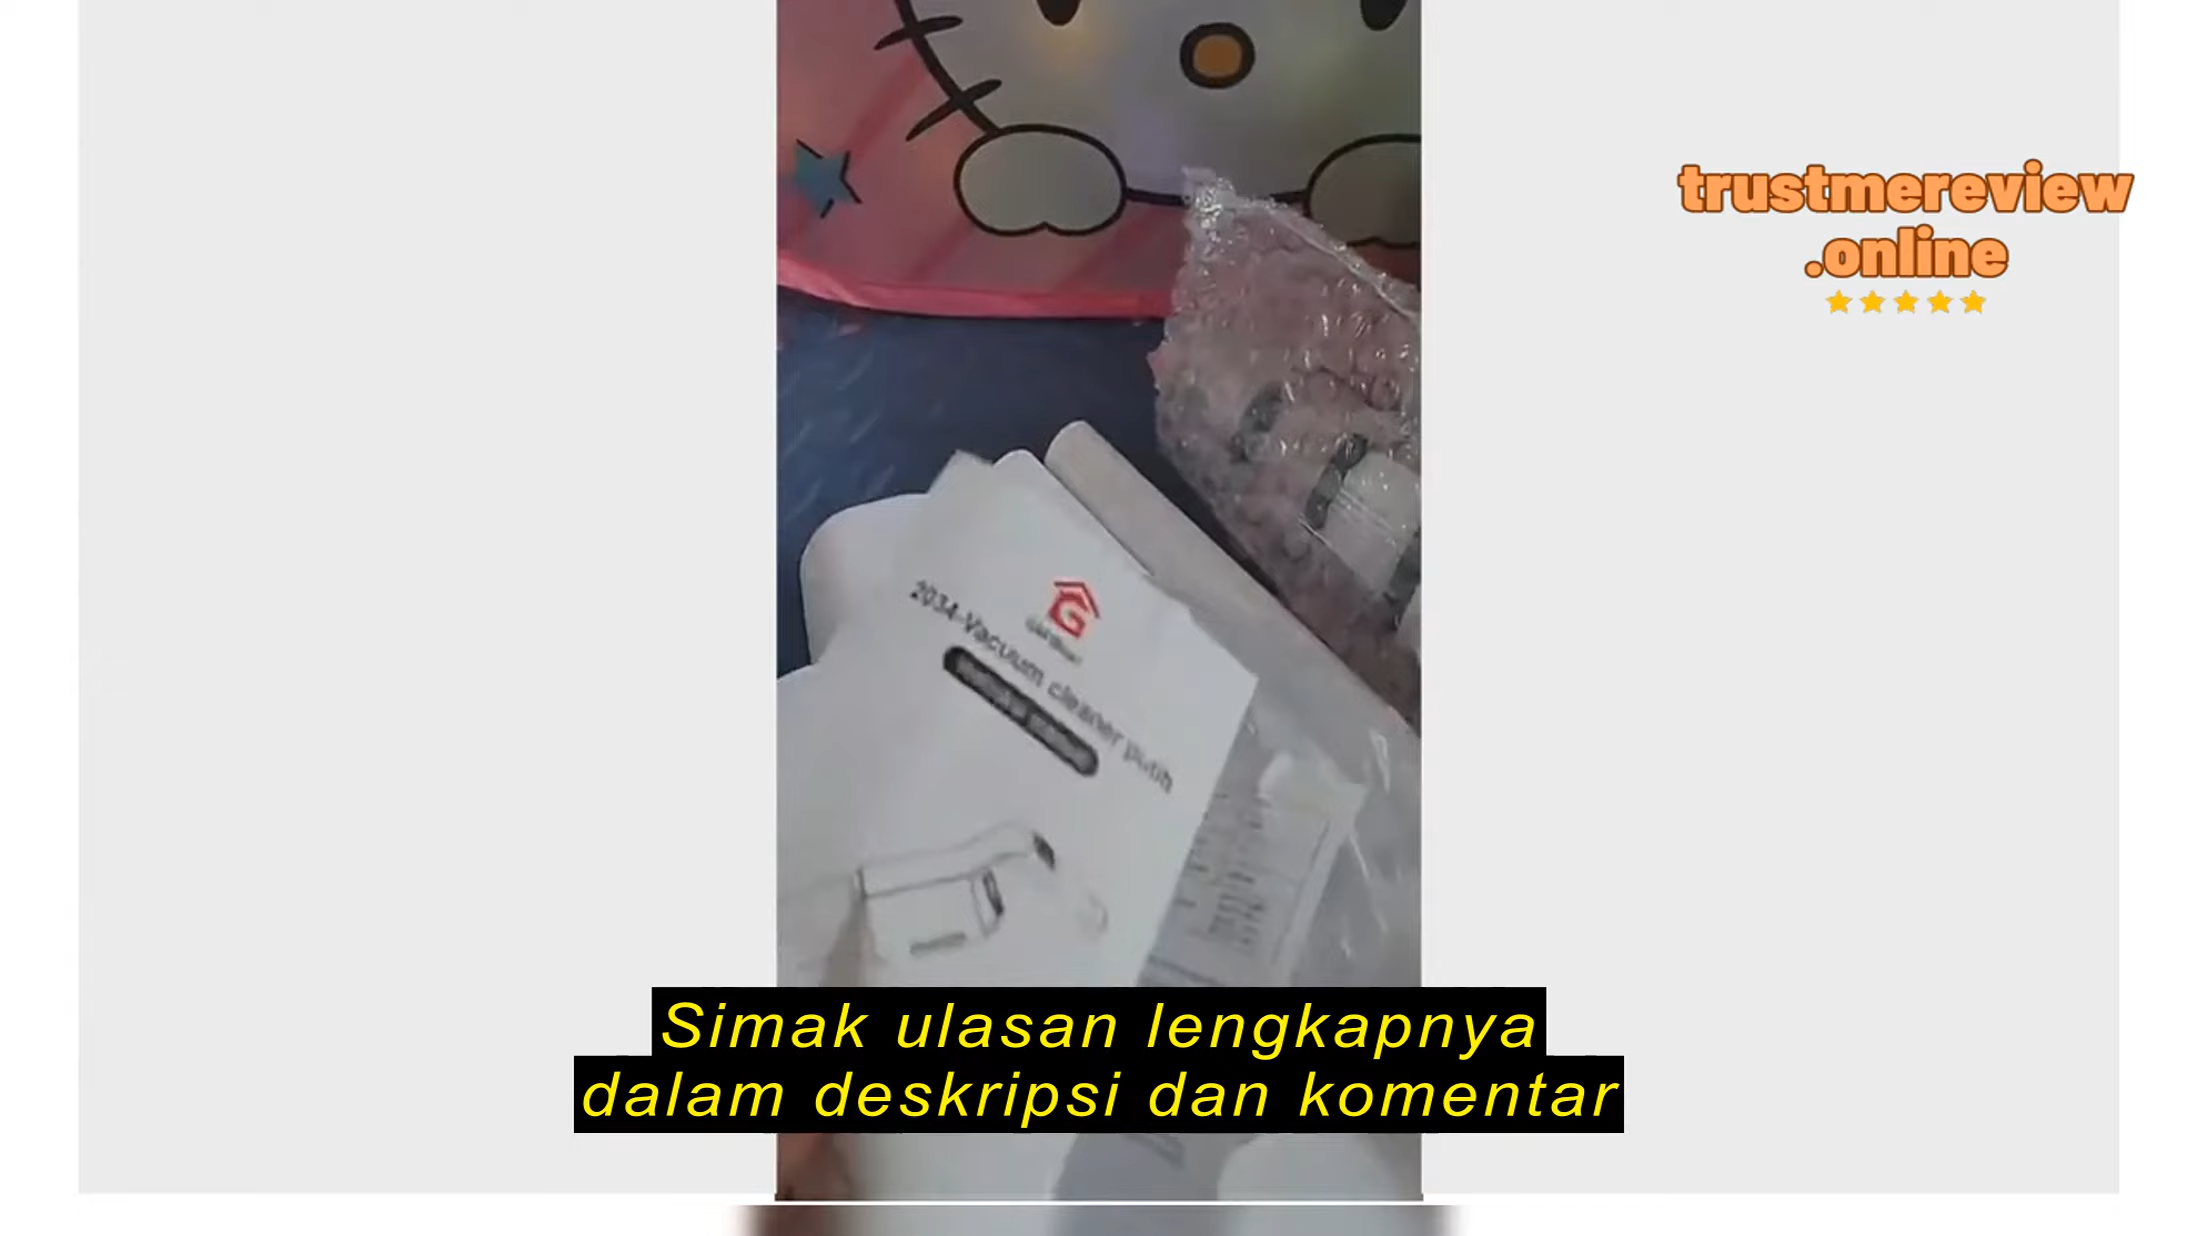 trustmereview
.online
2034-Vacuum cleaner Putih
Simak ulasan lengkapnya
dalam deskripsi dan komentar